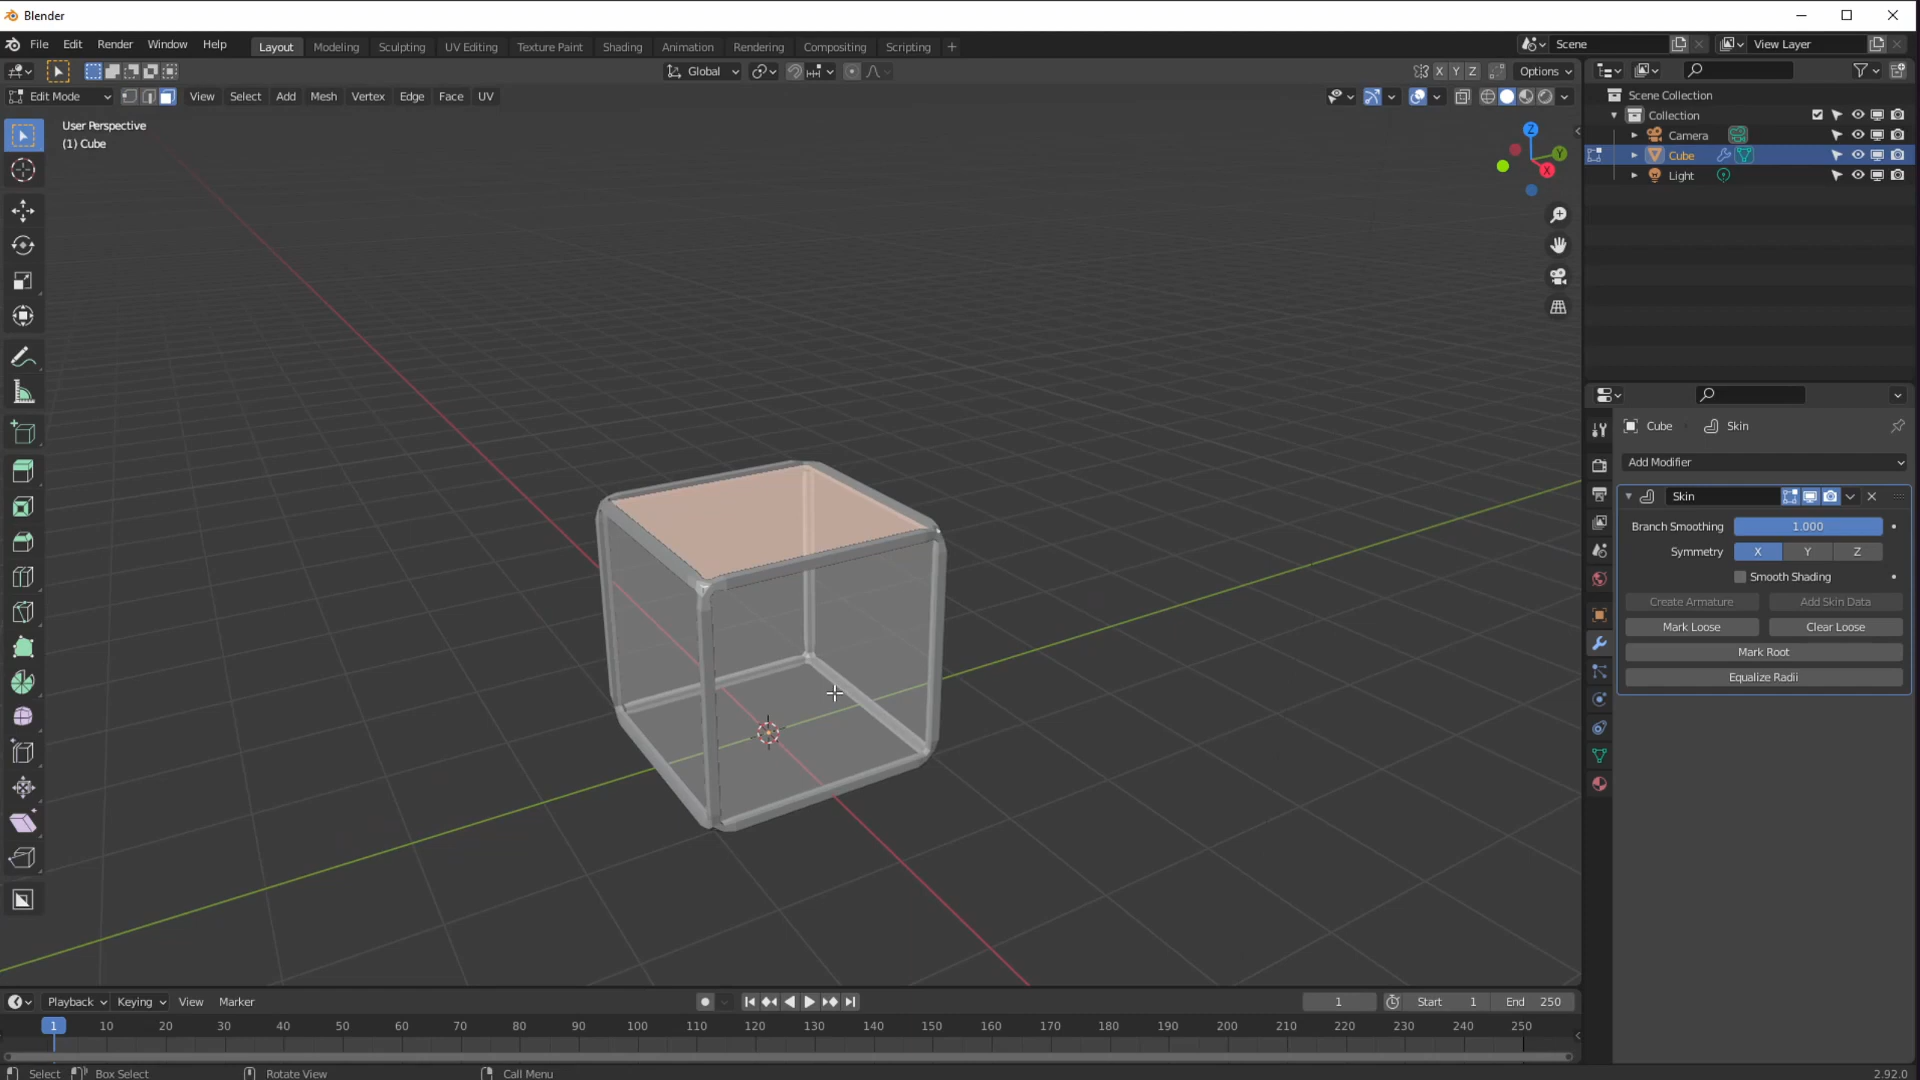 Blender
File Edit Render Window Help Layout Modeling Sculpting UV Editing Texture Paint Shading Animation Rendering Compositing Scripting + Scene View Layer
Global X Y Z Options
Edit Mode View Select Add Mesh Vertex Edge Face UV
User Perspective
(1) Cube
Z
Y
X
Scene Collection
Collection
Camera
Cube
Light
Cube Skin
Add Modifier
Skin
Branch Smoothing 1.000
Symmetry X Y Z
Smooth Shading
Create Armature Add Skin Data
Mark Loose Clear Loose
Mark Root
Equalize Radii
Playback Keying View Marker 1 Start 1 End 250
1 10 20 30 40 50 60 70 80 90 100 110 120 130 140 150 160 170 180 190 200 210 220 230 240 250
Select Box Select Rotate View Call Menu 2.92.0